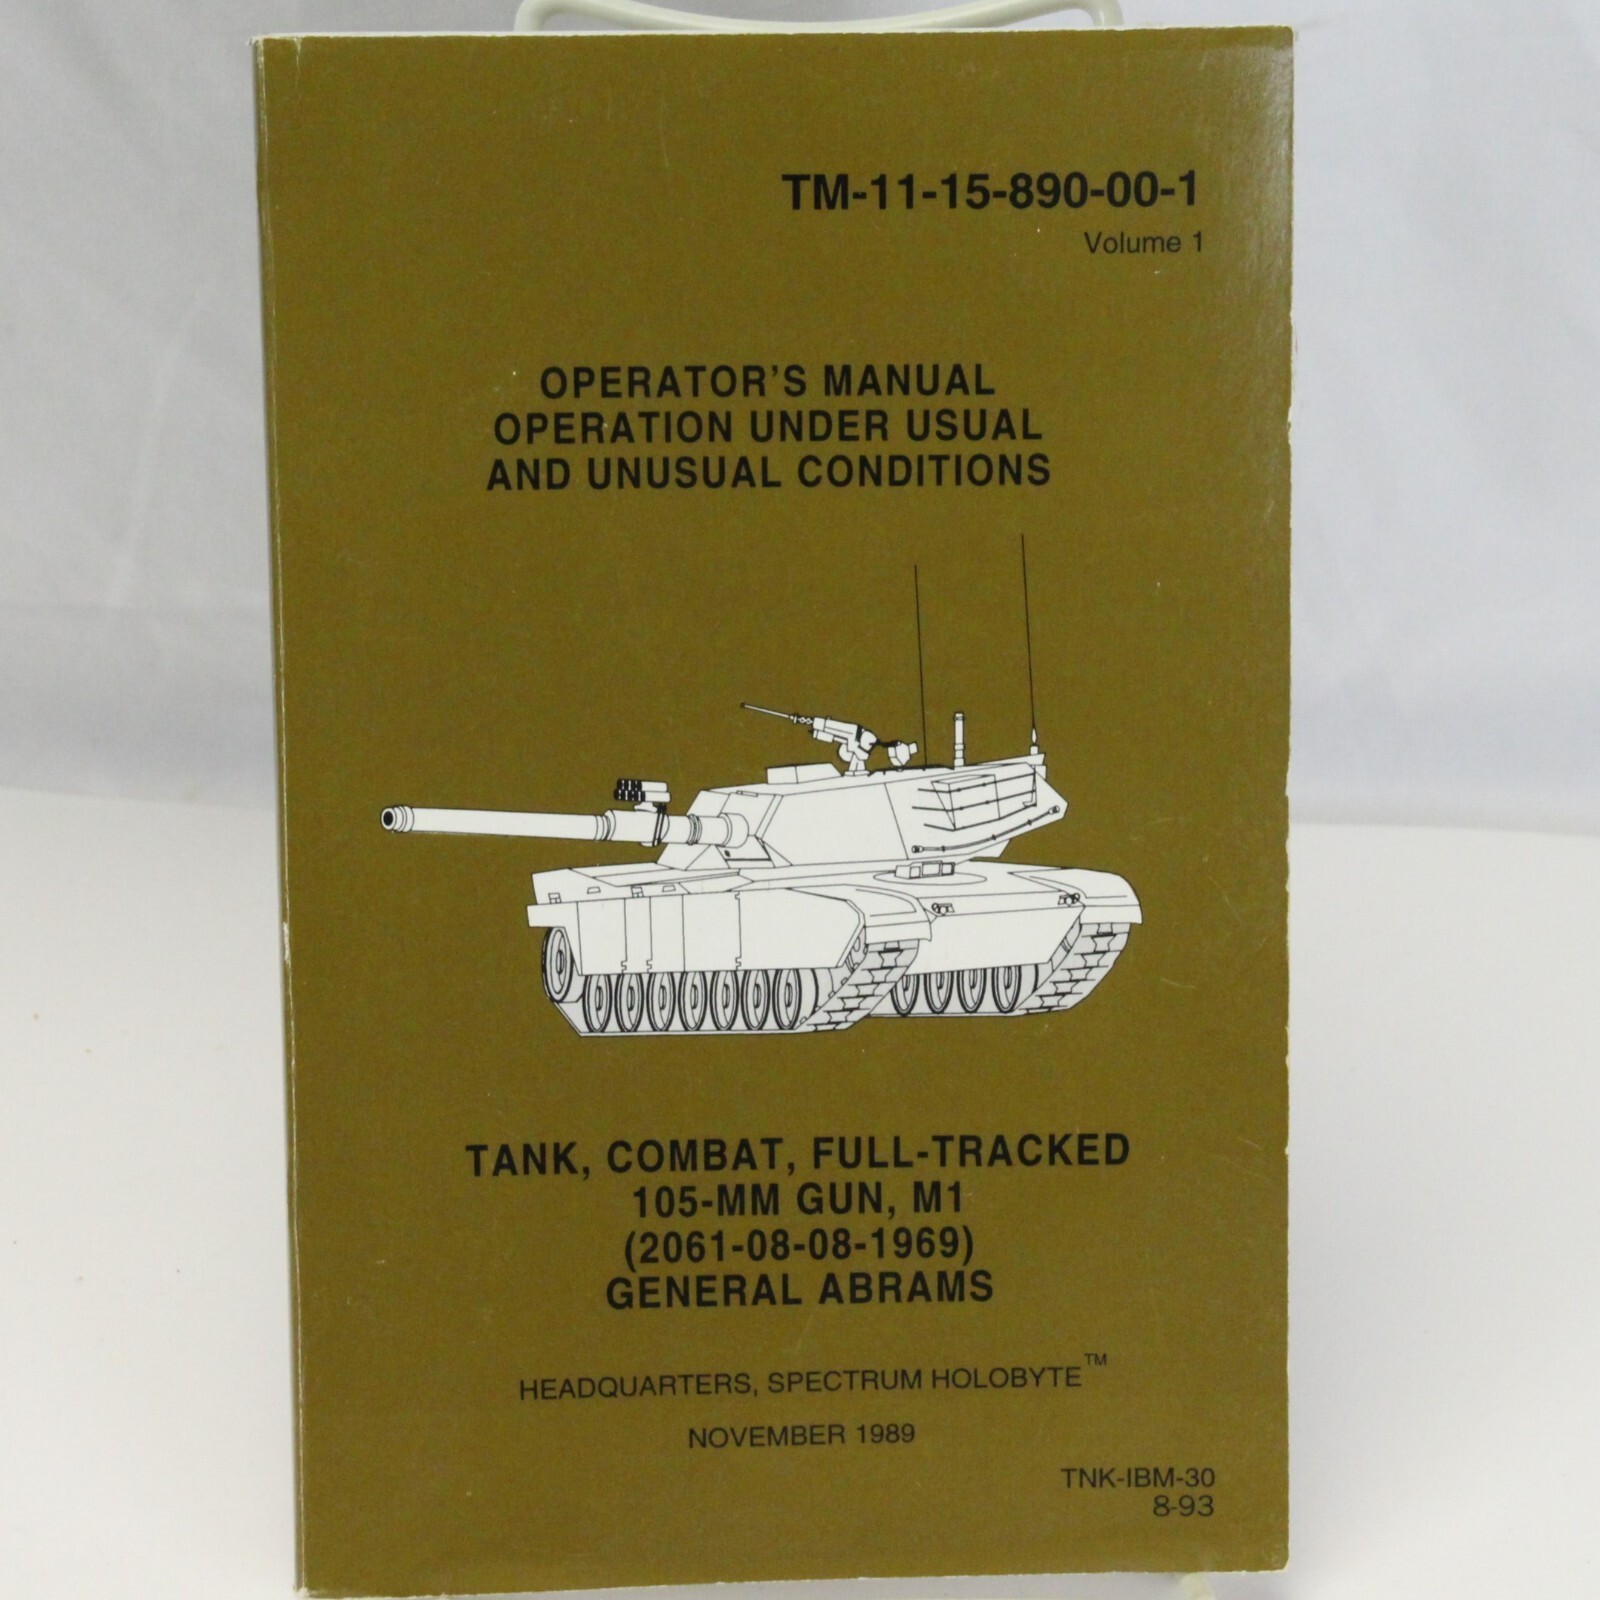 TM-11-15-890-00-1
Volume 1
OPERATOR'S MANUAL
OPERATION UNDER USUAL
AND UNUSUAL CONDITIONS
TANK, COMBAT, FULL-TRACKED
105-MM GUN, M1
(2061-08-08-1969)
GENERAL ABRAMS
HEADQUARTERS, SPECTRUM HOLOBYTE™
NOVEMBER 1989
TNK-IBM-30
8-93